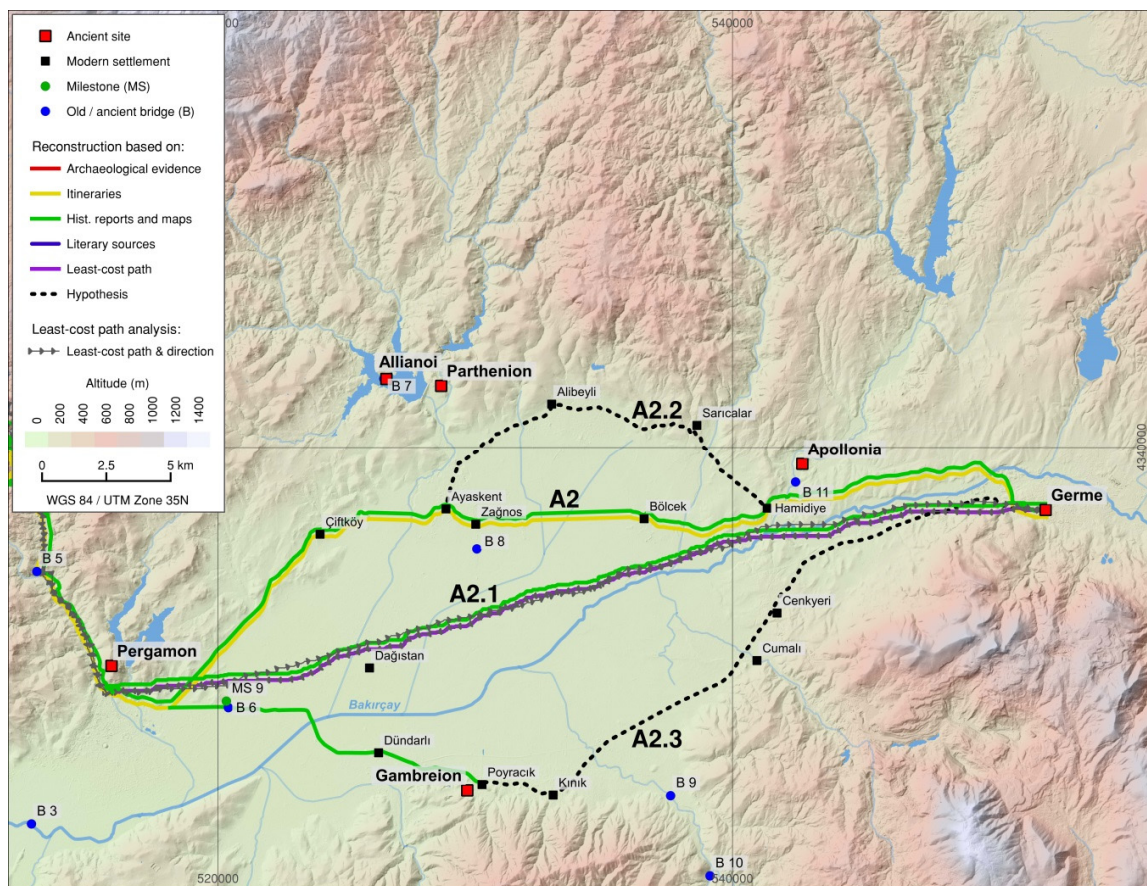 Ancient site
Modern settlement
Milestone (MS)
Old / ancient bridge (B)
Reconstruction based on:
Archaeological evidence
Itineraries
Hist. reports and maps
Literary sources
Least-cost path
Hypothesis
Least-cost path analysis:
Least-cost path & direction
Altitude (m)
0 200 400 600 800 1000 1200 1400
0 2.5 5 km
WGS 84 / UTM Zone 35N
540000
4340000
Allianoi
B 7
Parthenion
Alibeyli
A2.2
Sarıcalar
Apollonia
B 11
Ayaskent
A2
Zağnos
Bölcek
Hamidiye
Germe
Çiftköy
B 8
B 5
A2.1
Cenkyeri
Pergamon
Dağıstan
Cumalı
MS 9
B 6
Bakırçay
A2.3
Dündarlı
Gambreion
Poyracık
Kınık
B 9
B 3
B 10
520000
540000